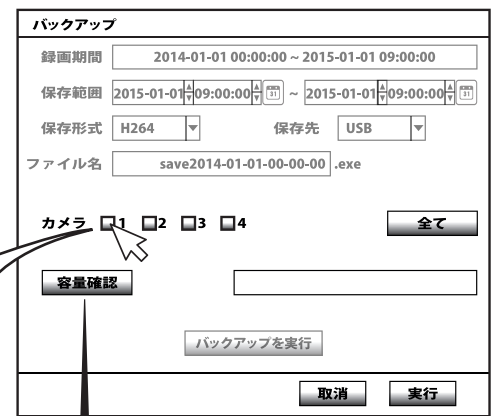 バックアップ
録画期間 2014-01-01 00:00:00 ~ 2015-01-01 09:00:00
保存範囲 2015-01-01 09:00:00 31 ~ 2015-01-01 09:00:00 31
保存形式 H264 保存先 USB
ファイル名 save2014-01-01-00-00-00 .exe
カメラ 1 2 3 4 全て
容量確認
バックアップを実行
取消 実行